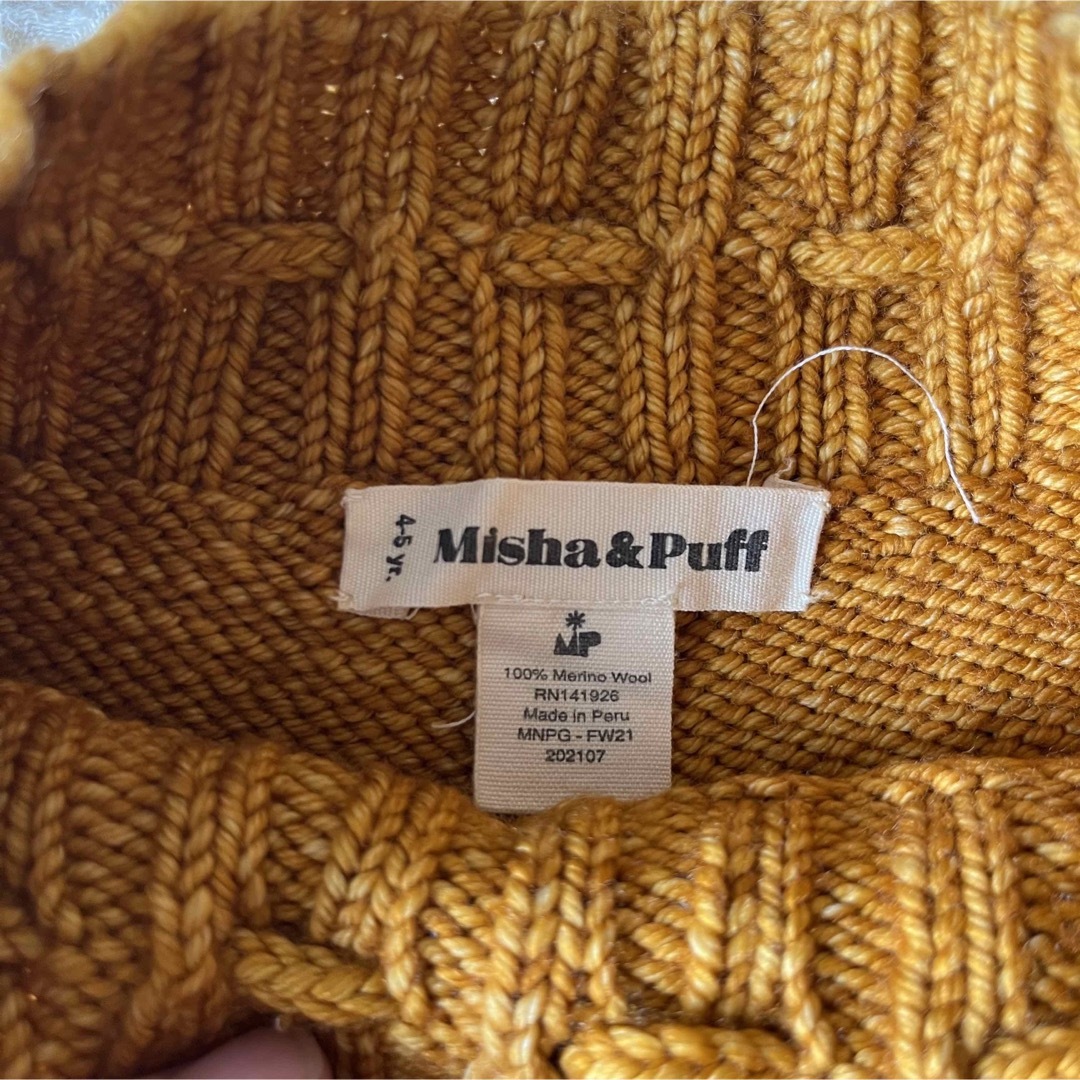 4-5 yr.
Misha&Puff
MP
100% Merino Wool
RN141926
Made in Peru
MNPG - FW21
202107